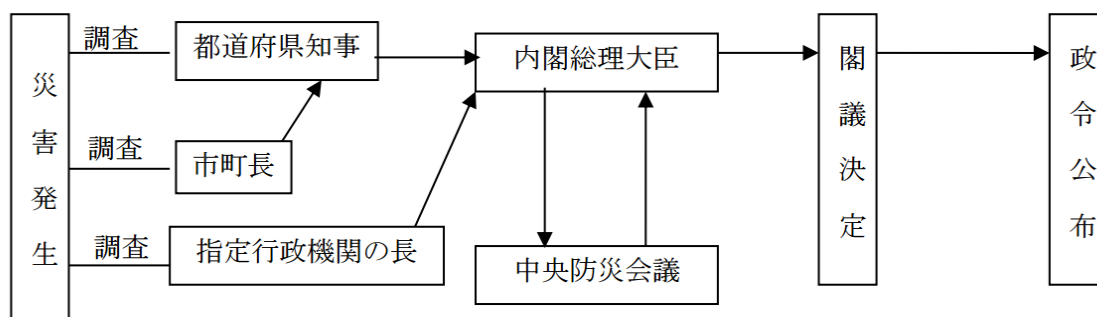 災害発生
調査
都道府県知事
調査
市町長
調査
指定行政機関の長
内閣総理大臣
中央防災会議
閣議決定
政令公布